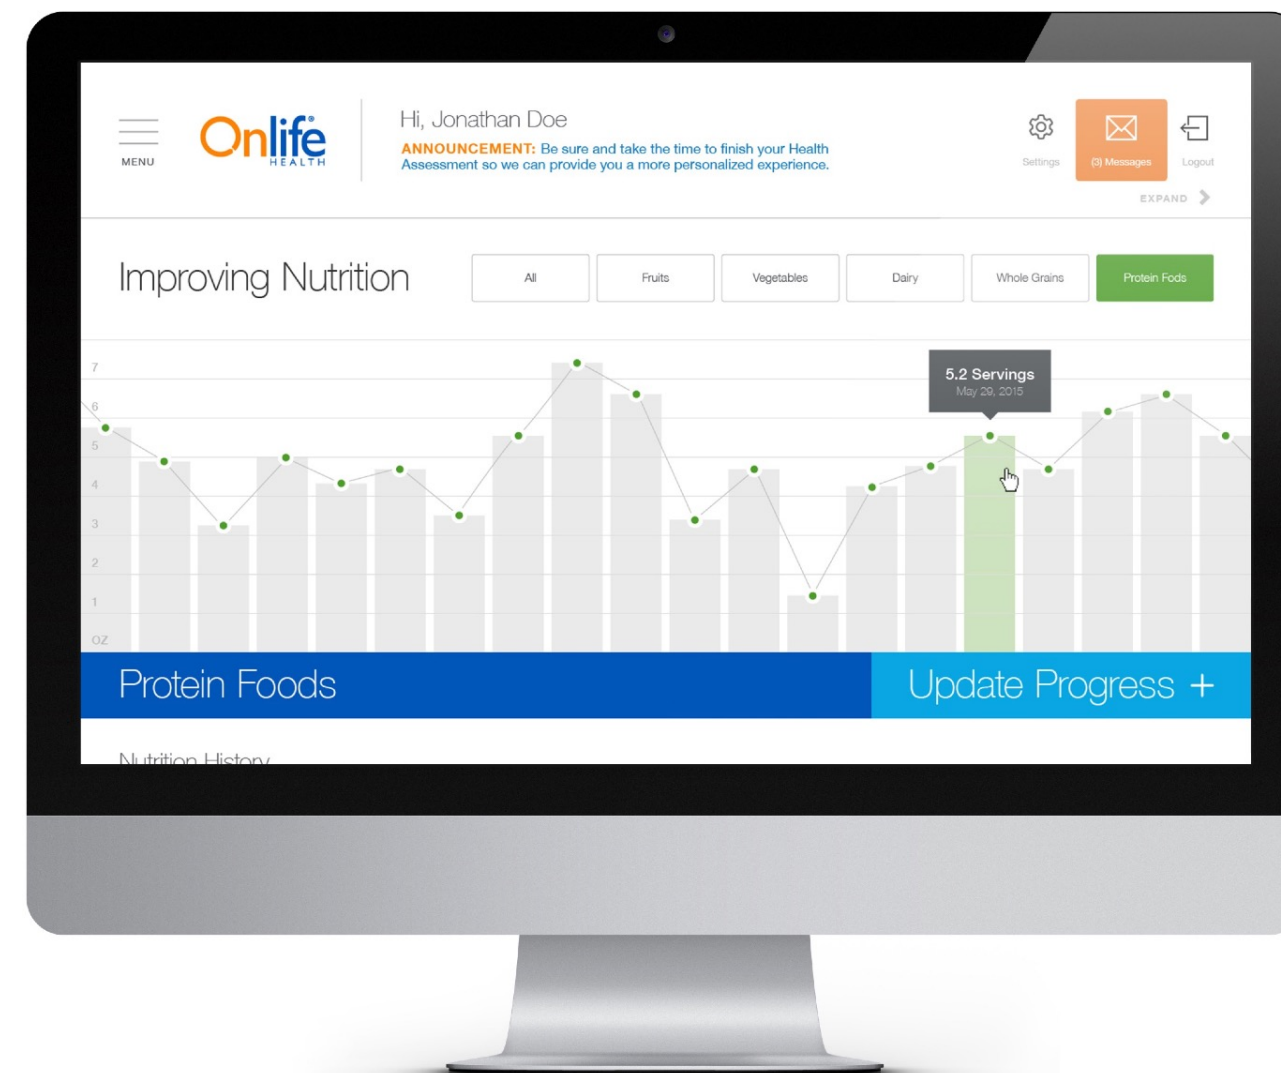 MENU
Onlife®
HEALTH
Hi, Jonathan Doe
ANNOUNCEMENT: Be sure and take the time to finish your Health
Assessment so we can provide you a more personalized experience.
Settings
(3) Messages
Logout
EXPAND
Improving Nutrition
All
Fruits
Vegetables
Dairy
Whole Grains
Protein Fods
7
6
5
4
3
2
1
OZ
5.2 Servings
May 29, 2015
Protein Foods
Update Progress +
Nutrition History